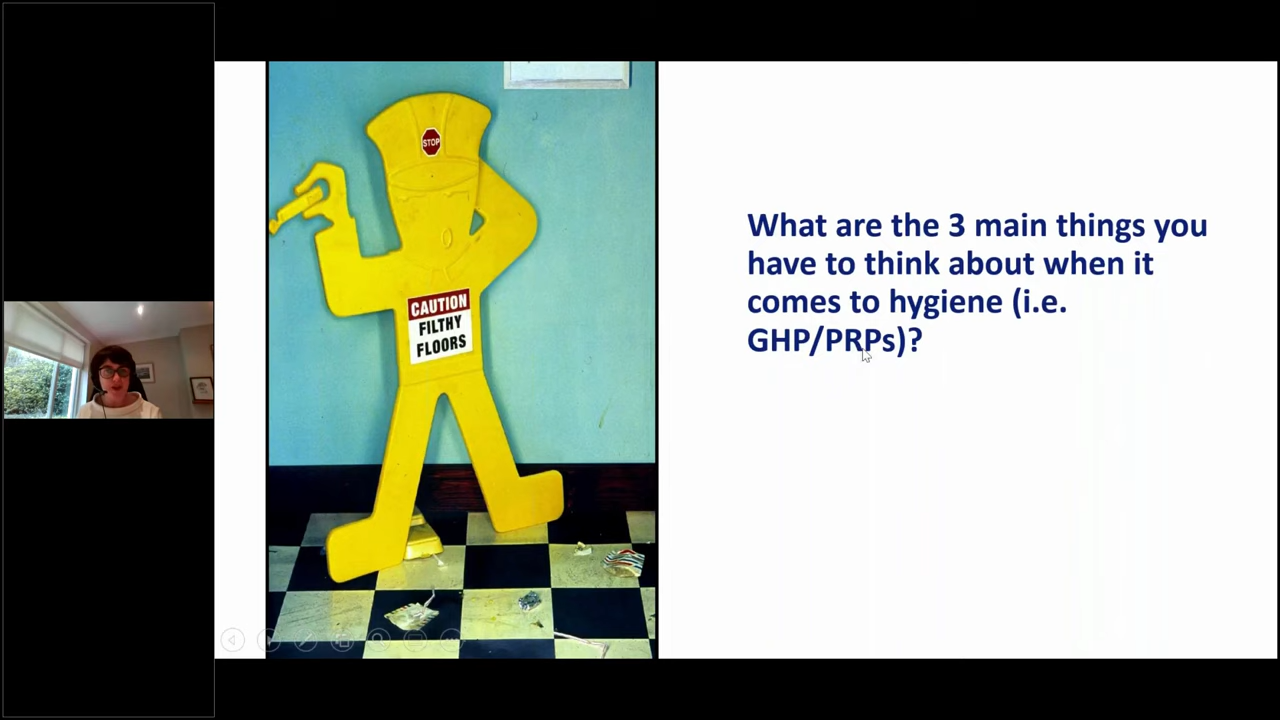 STOP
CAUTION
FILTHY
FLOORS
What are the 3 main things you
have to think about when it
comes to hygiene (i.e.
GHP/PRPs)?